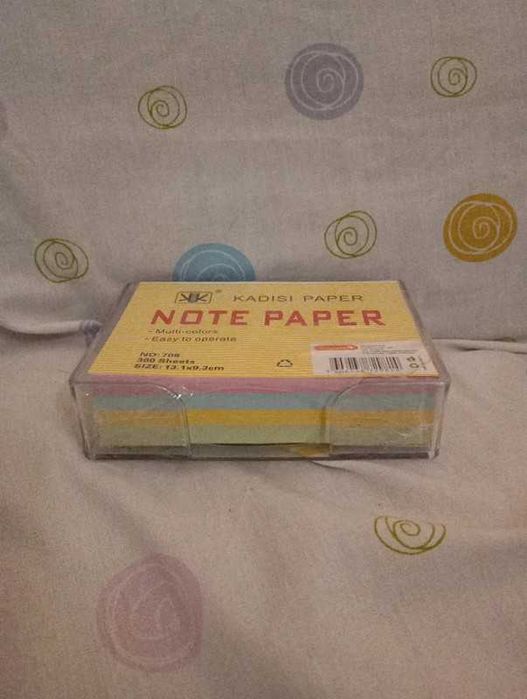 KADISI PAPER
NOTE PAPER
- Multi-colors
- Easy to operate
NO: 708
300 Sheets
SIZE: 13.1x9.3cm